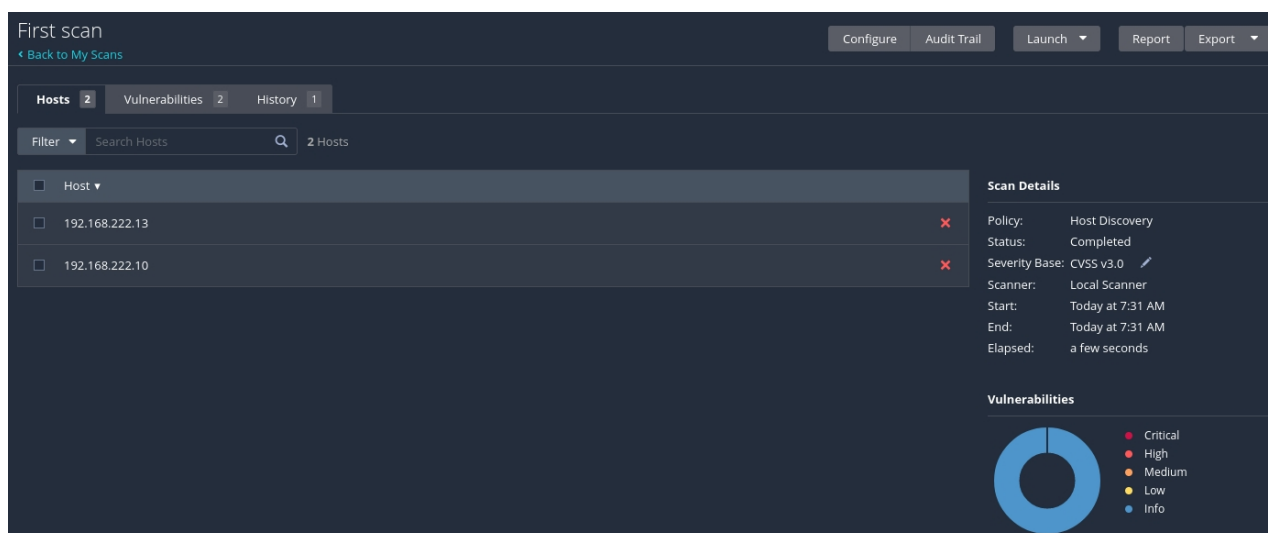 First scan
Back to My Scans
Configure Audit Trail Launch Report Export
Hosts 2 Vulnerabilities 2 History 1
Filter Search Hosts 2 Hosts
Host
192.168.222.13
192.168.222.10
Scan Details
Policy: Host Discovery
Status: Completed
Severity Base: CVSS v3.0
Scanner: Local Scanner
Start: Today at 7:31 AM
End: Today at 7:31 AM
Elapsed: a few seconds
Vulnerabilities
Critical
High
Medium
Low
Info